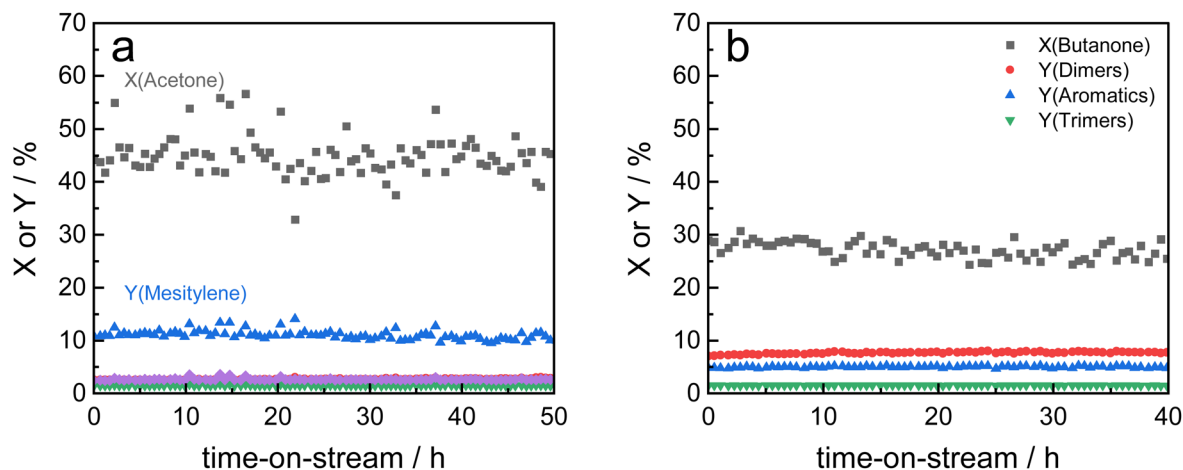 a
X(Acetone)
Y(Mesitylene)
X or Y / %
70
60
50
40
30
20
10
0
0 10 20 30 40 50
time-on-stream / h
b
X(Butanone)
Y(Dimers)
Y(Aromatics)
Y(Trimers)
X or Y / %
70
60
50
40
30
20
10
0
0 10 20 30 40
time-on-stream / h